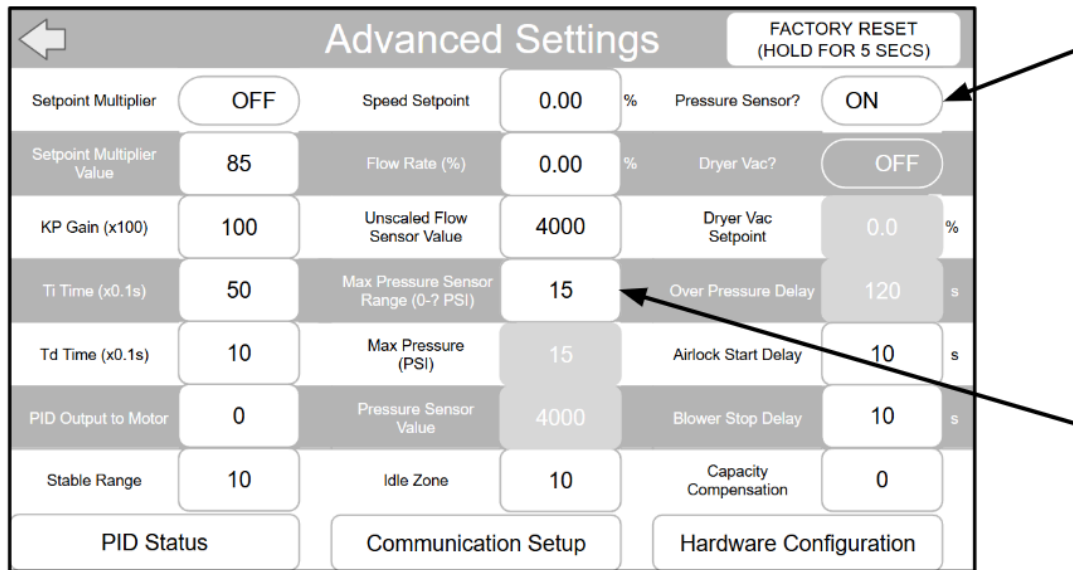 Advanced Settings
FACTORY RESET
(HOLD FOR 5 SECS)
Setpoint Multiplier
OFF
Speed Setpoint
0.00
%
Pressure Sensor?
ON
Setpoint Multiplier
Value
85
Flow Rate (%)
0.00
%
Dryer Vac?
OFF
KP Gain (x100)
100
Unscaled Flow
Sensor Value
4000
Dryer Vac
Setpoint
0.0
%
Ti Time (x0.1s)
50
Max Pressure Sensor
Range (0-? PSI)
15
Over Pressure Delay
120
s
Td Time (x0.1s)
10
Max Pressure
(PSI)
15
Airlock Start Delay
10
s
PID Output to Motor
0
Pressure Sensor
Value
4000
Blower Stop Delay
10
s
Stable Range
10
Idle Zone
10
Capacity
Compensation
0
PID Status
Communication Setup
Hardware Configuration